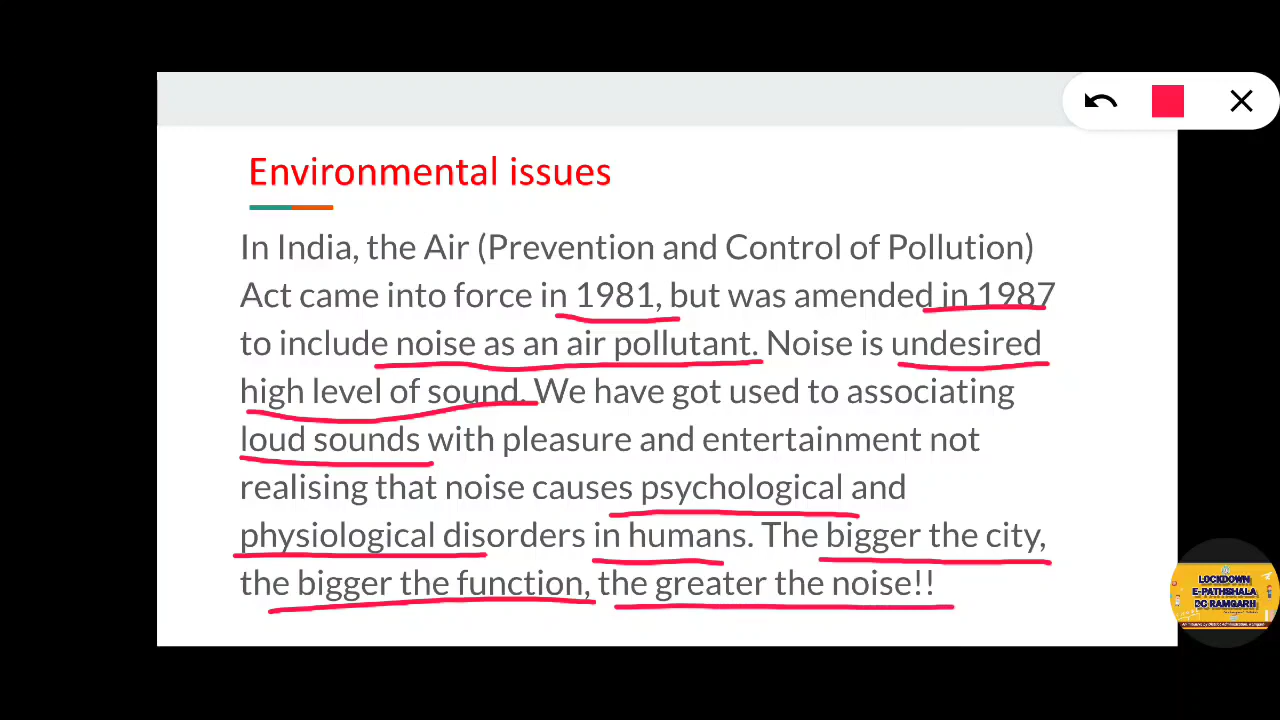 Environmental issues
In India, the Air (Prevention and Control of Pollution)
Act came into force in 1981, but was amended in 1987
to include noise as an air pollutant. Noise is undesired
high level of sound. We have got used to associating
loud sounds with pleasure and entertainment not
realising that noise causes psychological and
physiological disorders in humans. The bigger the city,
the bigger the function, the greater the noise!!
LOCKDOWN
E-PATHSHALA
DC RAMGARH